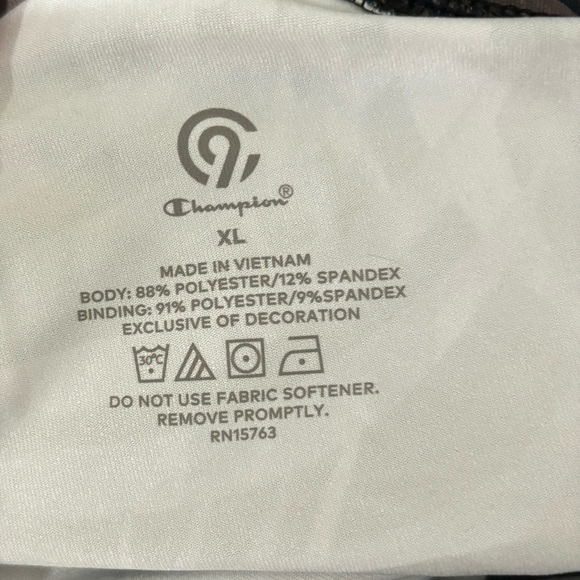 C9
Champion®
XL
MADE IN VIETNAM
BODY: 88% POLYESTER/12% SPANDEX
BINDING: 91% POLYESTER/9%SPANDEX
EXCLUSIVE OF DECORATION
30°C
DO NOT USE FABRIC SOFTENER.
REMOVE PROMPTLY.
RN15763